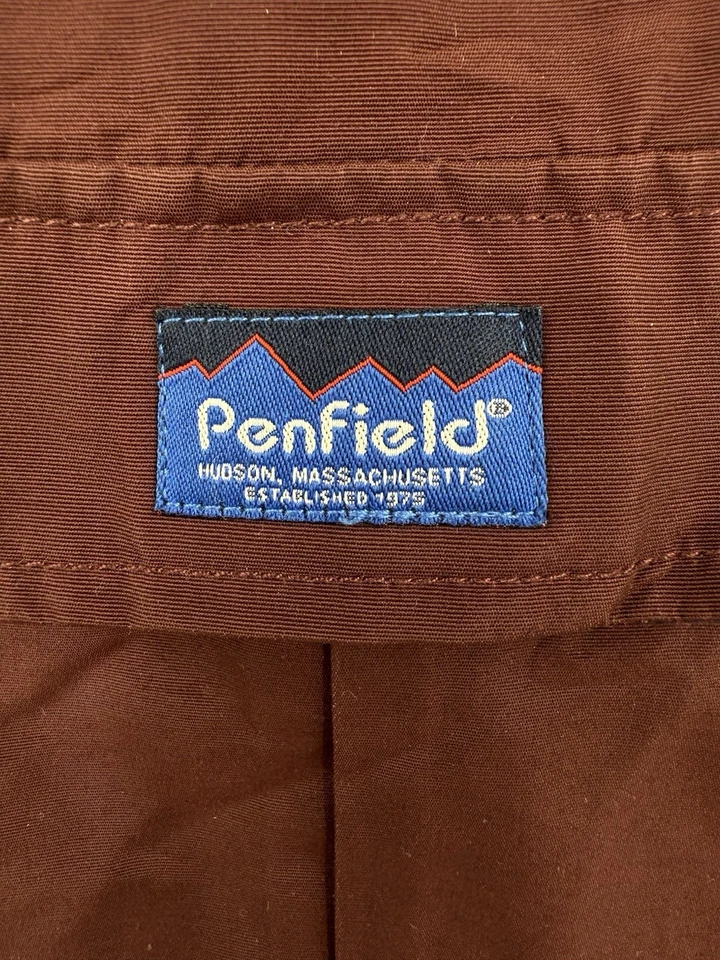 Penfield®
HUDSON, MASSACHUSETTS
ESTABLISHED 1975